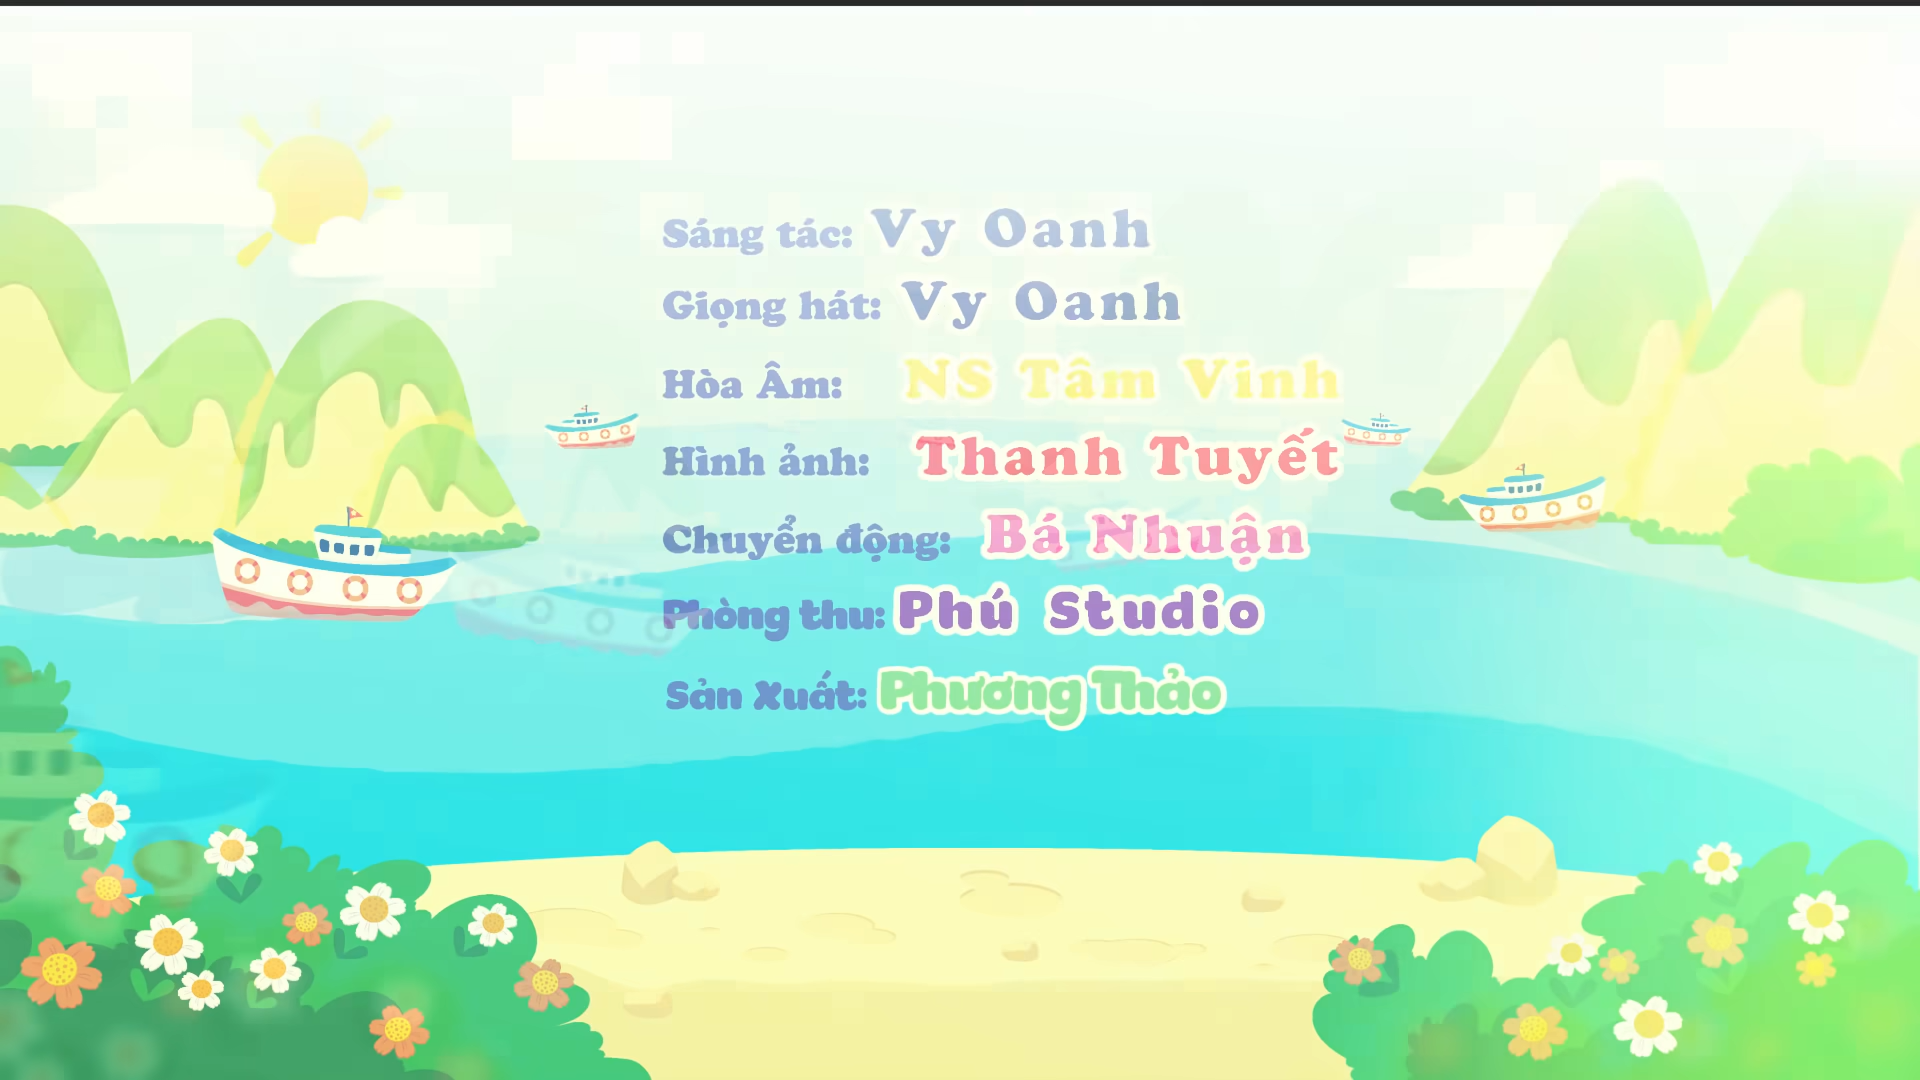 Sáng tác: Vy Oanh
Giọng hát: Vy Oanh
Hòa Âm: NS Tâm Vinh
Hình ảnh: Thanh Tuyết
Chuyển động: Bá Nhuận
Phòng thu: Phú Studio
Sản Xuất: Phương Thảo